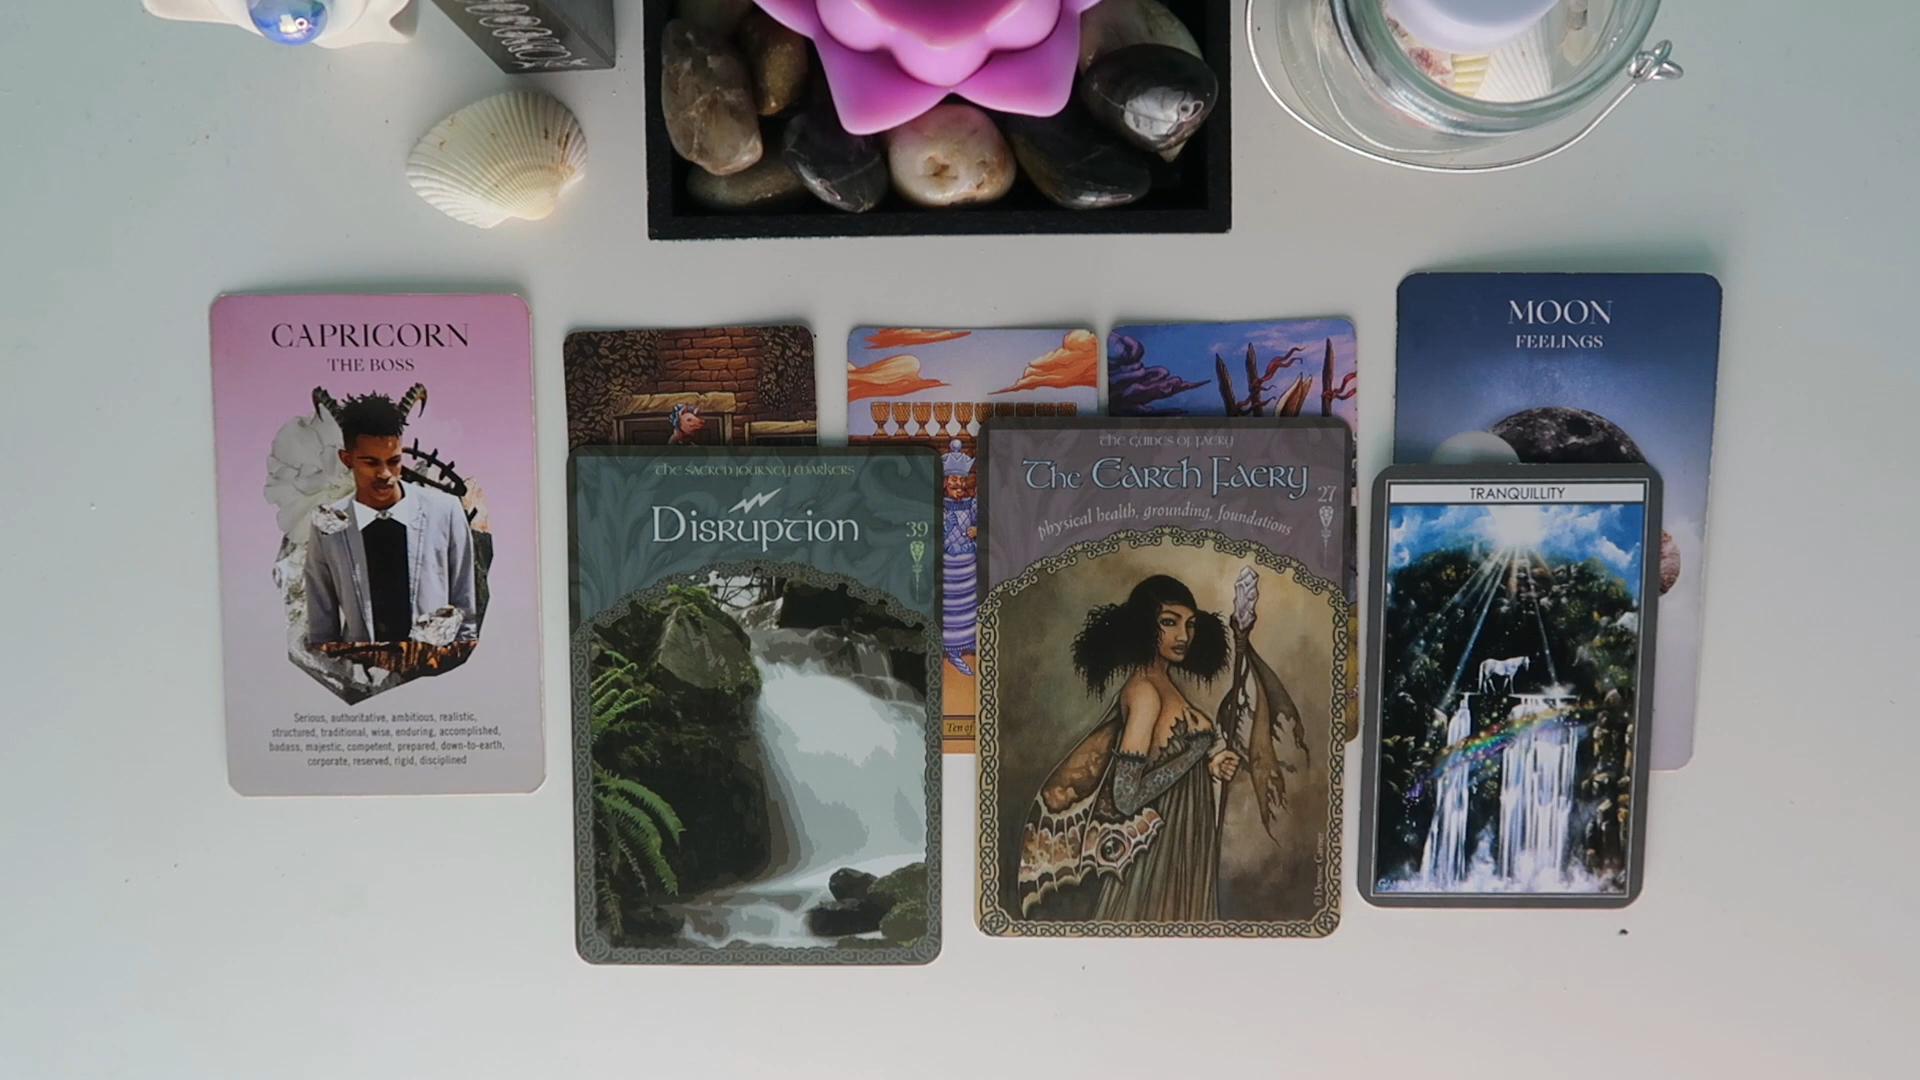 CAPRICORN
THE BOSS
Serious, authoritative, ambitious, realistic,
structured, traditional, wise, enduring, accomplished,
badass, majestic, competent, prepared, down-to-earth,
corporate, reserved, rigid, disciplined
The Sacred Journey Markers
Disruption
39
Ten of
The Guides of Faery
The Earth Faery
27
physical health, grounding, foundations
MOON
FEELINGS
TRANQUILLITY